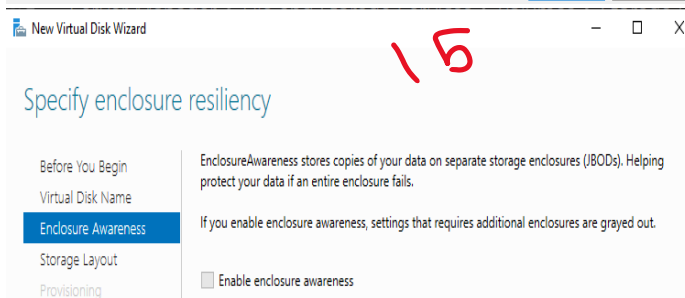 New Virtual Disk Wizard
15
Specify enclosure resiliency
Before You Begin
Virtual Disk Name
Enclosure Awareness
Storage Layout
Provisioning
EnclosureAwareness stores copies of your data on separate storage enclosures (JBODs). Helping
protect your data if an entire enclosure fails.
If you enable enclosure awareness, settings that requires additional enclosures are grayed out.
Enable enclosure awareness